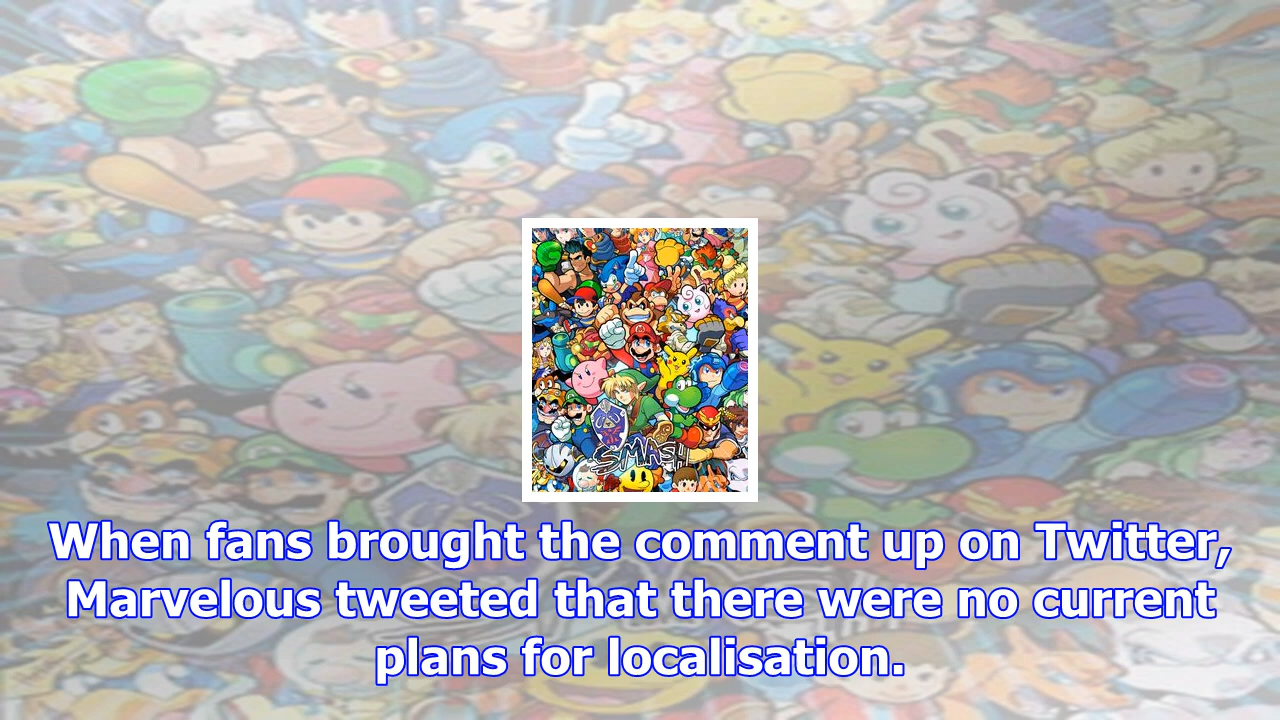 SMASH
When fans brought the comment up on Twitter,
Marvelous tweeted that there were no current
plans for localisation.